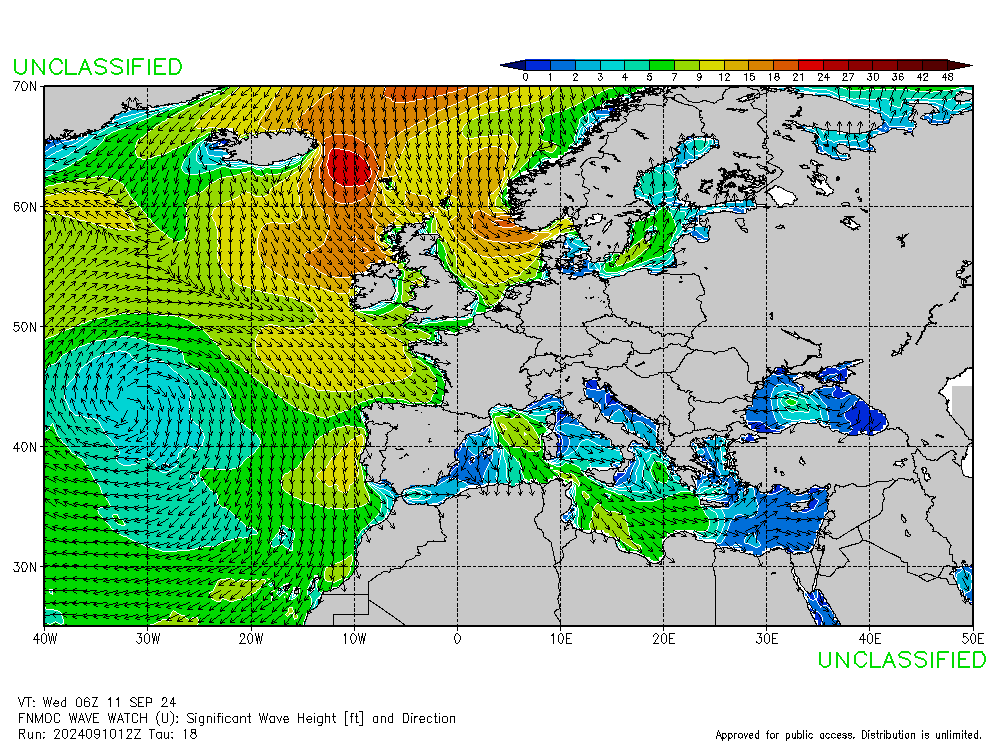 UNCLASSIFIED
0 1 2 3 4 5 7 9 12 15 18 21 24 27 30 36 42 48
70N
60N
50N
40N
30N
40W 30W 20W 10W 0 10E 20E 30E 40E 50E
UNCLASSIFIED
VT: Wed 06Z 11 SEP 24
FNMOC WAVE WATCH (U): Significant Wave Height [ft] and Direction
Run: 2024091012Z Tau: 18
Approved for public access. Distribution is unlimited.